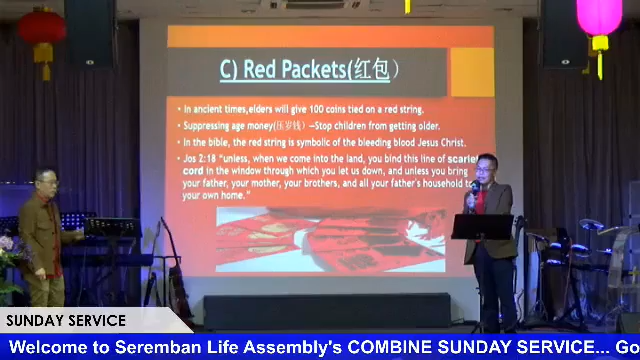 C) Red Packets(红包）
• In ancient times,elders will give 100 coins tied on a red string.
• Suppressing age money(压岁钱）—Stop children from getting older.
• In the bible, the red string is symbolic of the bleeding blood Jesus Christ.
• Jos 2:18 "unless, when we come into the land, you bind this line of scarlet
cord in the window through which you let us down, and unless you bring
your father, your mother, your brothers, and all your father's household to
your own home."
SUNDAY SERVICE
Welcome to Seremban Life Assembly's COMBINE SUNDAY SERVICE... Go